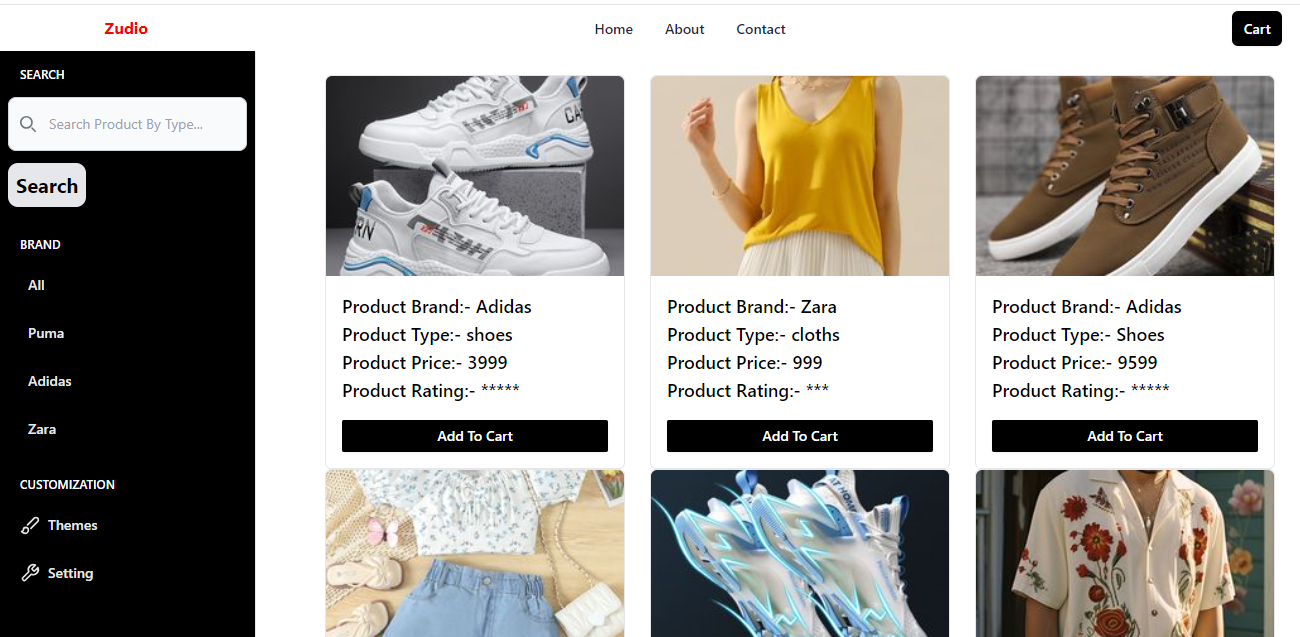 Zudio
Home
About
Contact
Cart
SEARCH
Search Product By Type...
Search
BRAND
All
Puma
Adidas
Zara
CUSTOMIZATION
Themes
Setting
Product Brand:- Adidas
Product Type:- shoes
Product Price:- 3999
Product Rating:- *****
Add To Cart
Product Brand:- Zara
Product Type:- cloths
Product Price:- 999
Product Rating:- ***
Add To Cart
Product Brand:- Adidas
Product Type:- Shoes
Product Price:- 9599
Product Rating:- *****
Add To Cart